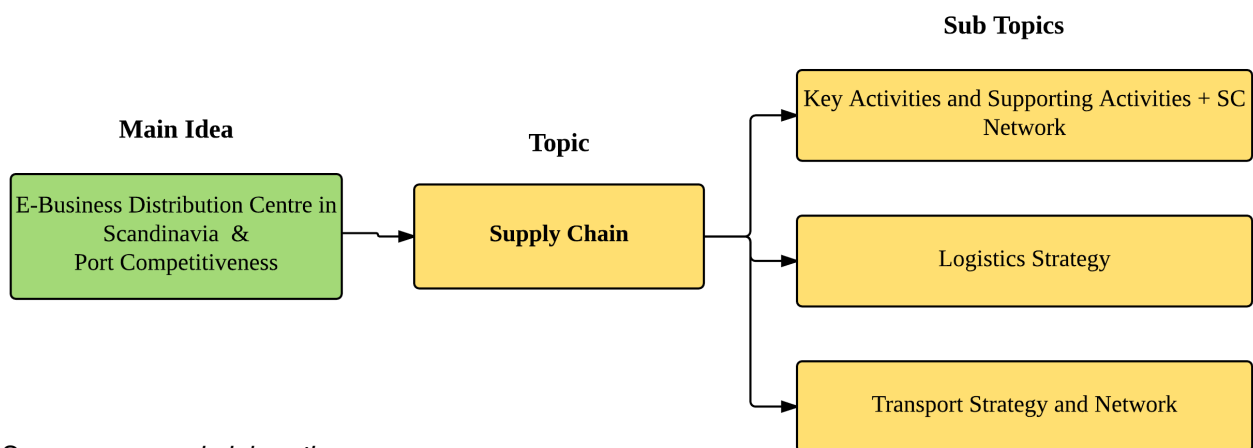 Sub Topics
Key Activities and Supporting Activities + SC
Network
Main Idea
Topic
E-Business Distribution Centre in
Scandinavia &
Port Competitiveness
Supply Chain
Logistics Strategy
Transport Strategy and Network